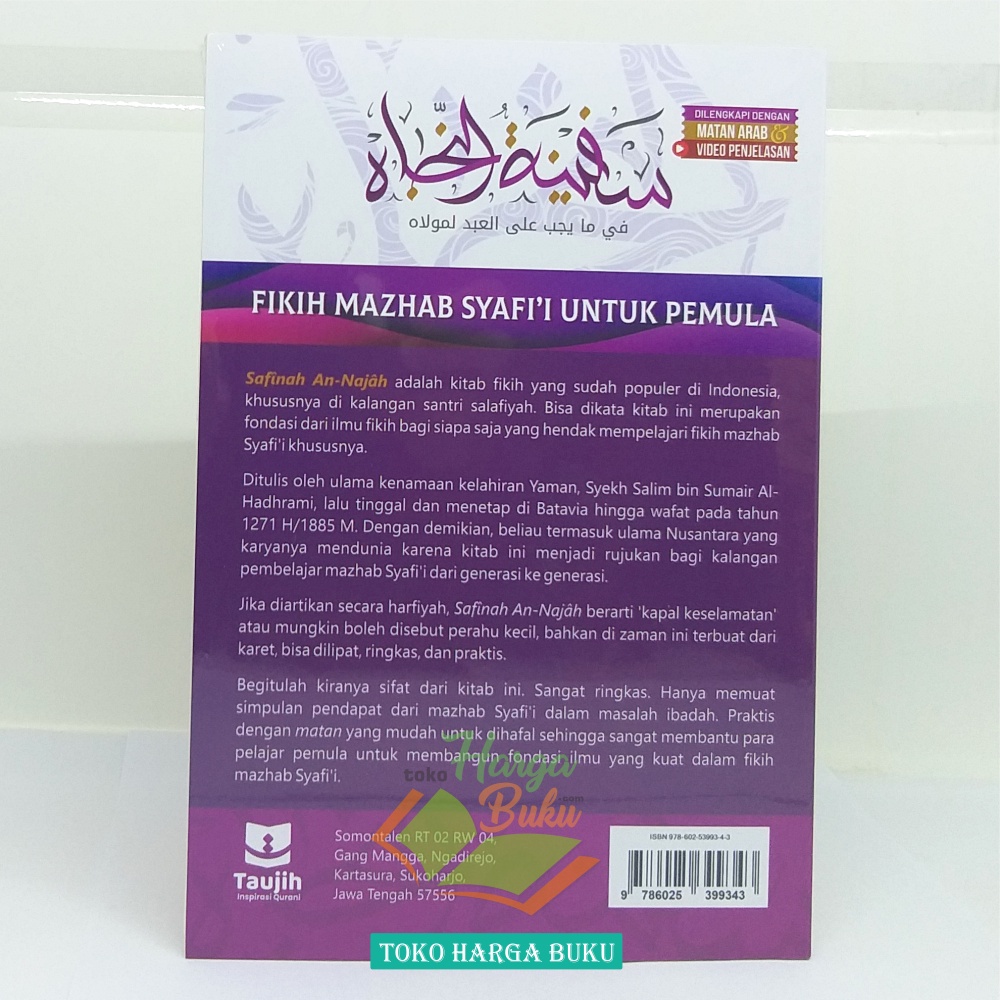 سفينة النجاه
في ما يجب على العبد لمولاه
DILENGKAPI DENGAN
MATAN ARAB &
VIDEO PENJELASAN
FIKIH MAZHAB SYAFI'I UNTUK PEMULA
Safînah An-Najâh adalah kitab fikih yang sudah populer di Indonesia,
khususnya di kalangan santri salafiyah. Bisa dikata kitab ini merupakan
fondasi dari ilmu fikih bagi siapa saja yang hendak mempelajari fikih mazhab
Syafi'i khususnya.
Ditulis oleh ulama kenamaan kelahiran Yaman, Syekh Salim bin Sumair Al-
Hadhrami, lalu tinggal dan menetap di Batavia hingga wafat pada tahun
1271 H/1885 M. Dengan demikian, beliau termasuk ulama Nusantara yang
karyanya mendunia karena kitab ini menjadi rujukan bagi kalangan
pembelajar mazhab Syafi'i dari generasi ke generasi.
Jika diartikan secara harfiyah, Safînah An-Najâh berarti 'kapal keselamatan'
atau mungkin boleh disebut perahu kecil, bahkan di zaman ini terbuat dari
karet, bisa dilipat, ringkas, dan praktis.
Begitulah kiranya sifat dari kitab ini. Sangat ringkas. Hanya memuat
simpulan pendapat dari mazhab Syafi'i dalam masalah ibadah. Praktis
dengan matan yang mudah untuk dihafal sehingga sangat membantu para
pelajar pemula untuk membangun fondasi ilmu yang kuat dalam fikih
mazhab Syafi'i.
toko Harga
Buku .com
Taujih
Inspirasi Qurani
Somontalen RT 02 RW 04,
Gang Mangga, Ngadirejo,
Kartasura, Sukoharjo,
Jawa Tengah 57556
ISBN 978-602-53993-4-3
9 786025 399343
TOKO HARGA BUKU